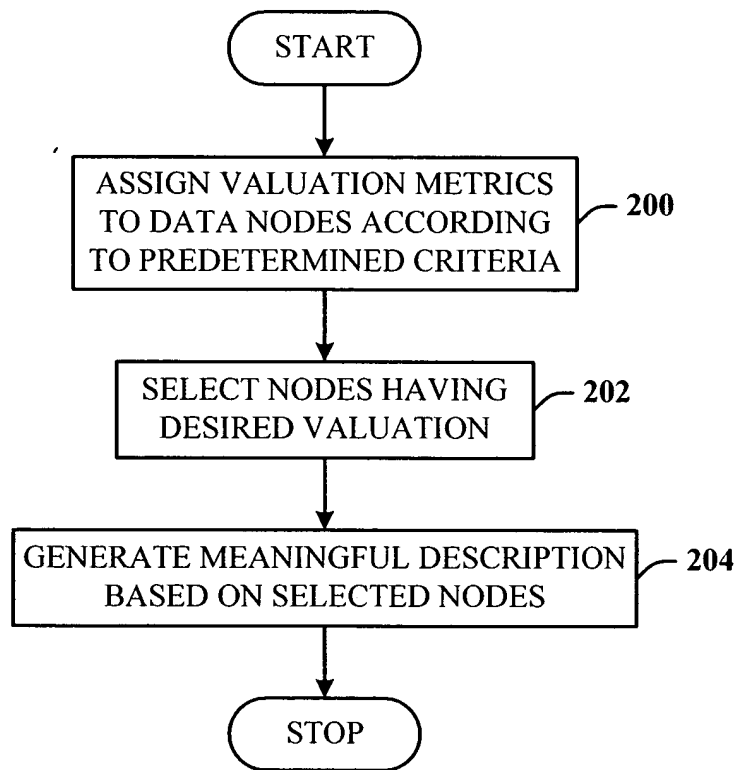 START
ASSIGN VALUATION METRICS
TO DATA NODES ACCORDING
TO PREDETERMINED CRITERIA
200
SELECT NODES HAVING
DESIRED VALUATION
202
GENERATE MEANINGFUL DESCRIPTION
BASED ON SELECTED NODES
204
STOP